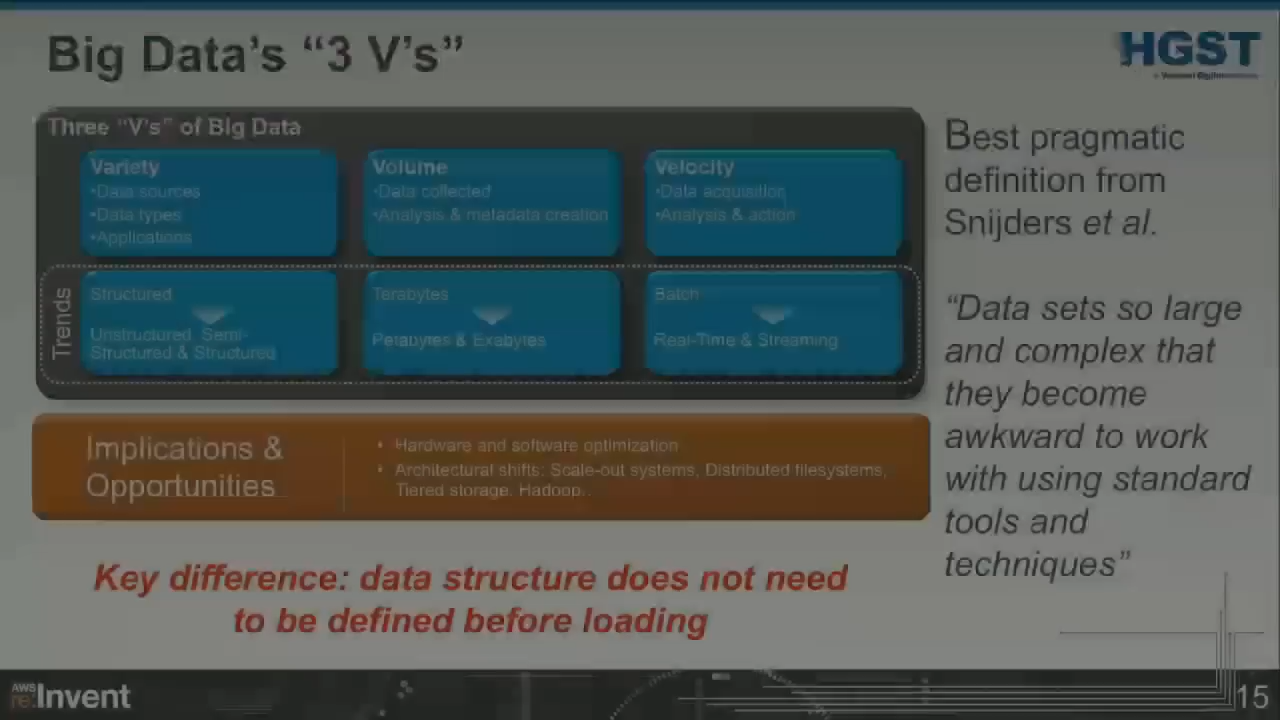 Big Data's “3 V's”
HGST
Three “V's” of Big Data
Variety
•Data sources
•Data types
•Applications
Volume
•Data collected
•Analysis & metadata creation
Velocity
•Data acquisition
•Analysis & action
Trends
Structured
Unstructured, Semi-
Structured & Structured
Terabytes
Petabytes & Exabytes
Batch
Real-Time & Streaming
Implications &
Opportunities
• Hardware and software optimization
• Architectural shifts: Scale-out systems, Distributed filesystems,
Tiered storage, Hadoop...
Key difference: data structure does not need
to be defined before loading
Best pragmatic
definition from
Snijders et al.
“Data sets so large
and complex that
they become
awkward to work
with using standard
tools and
techniques”
AWS
re:Invent
15